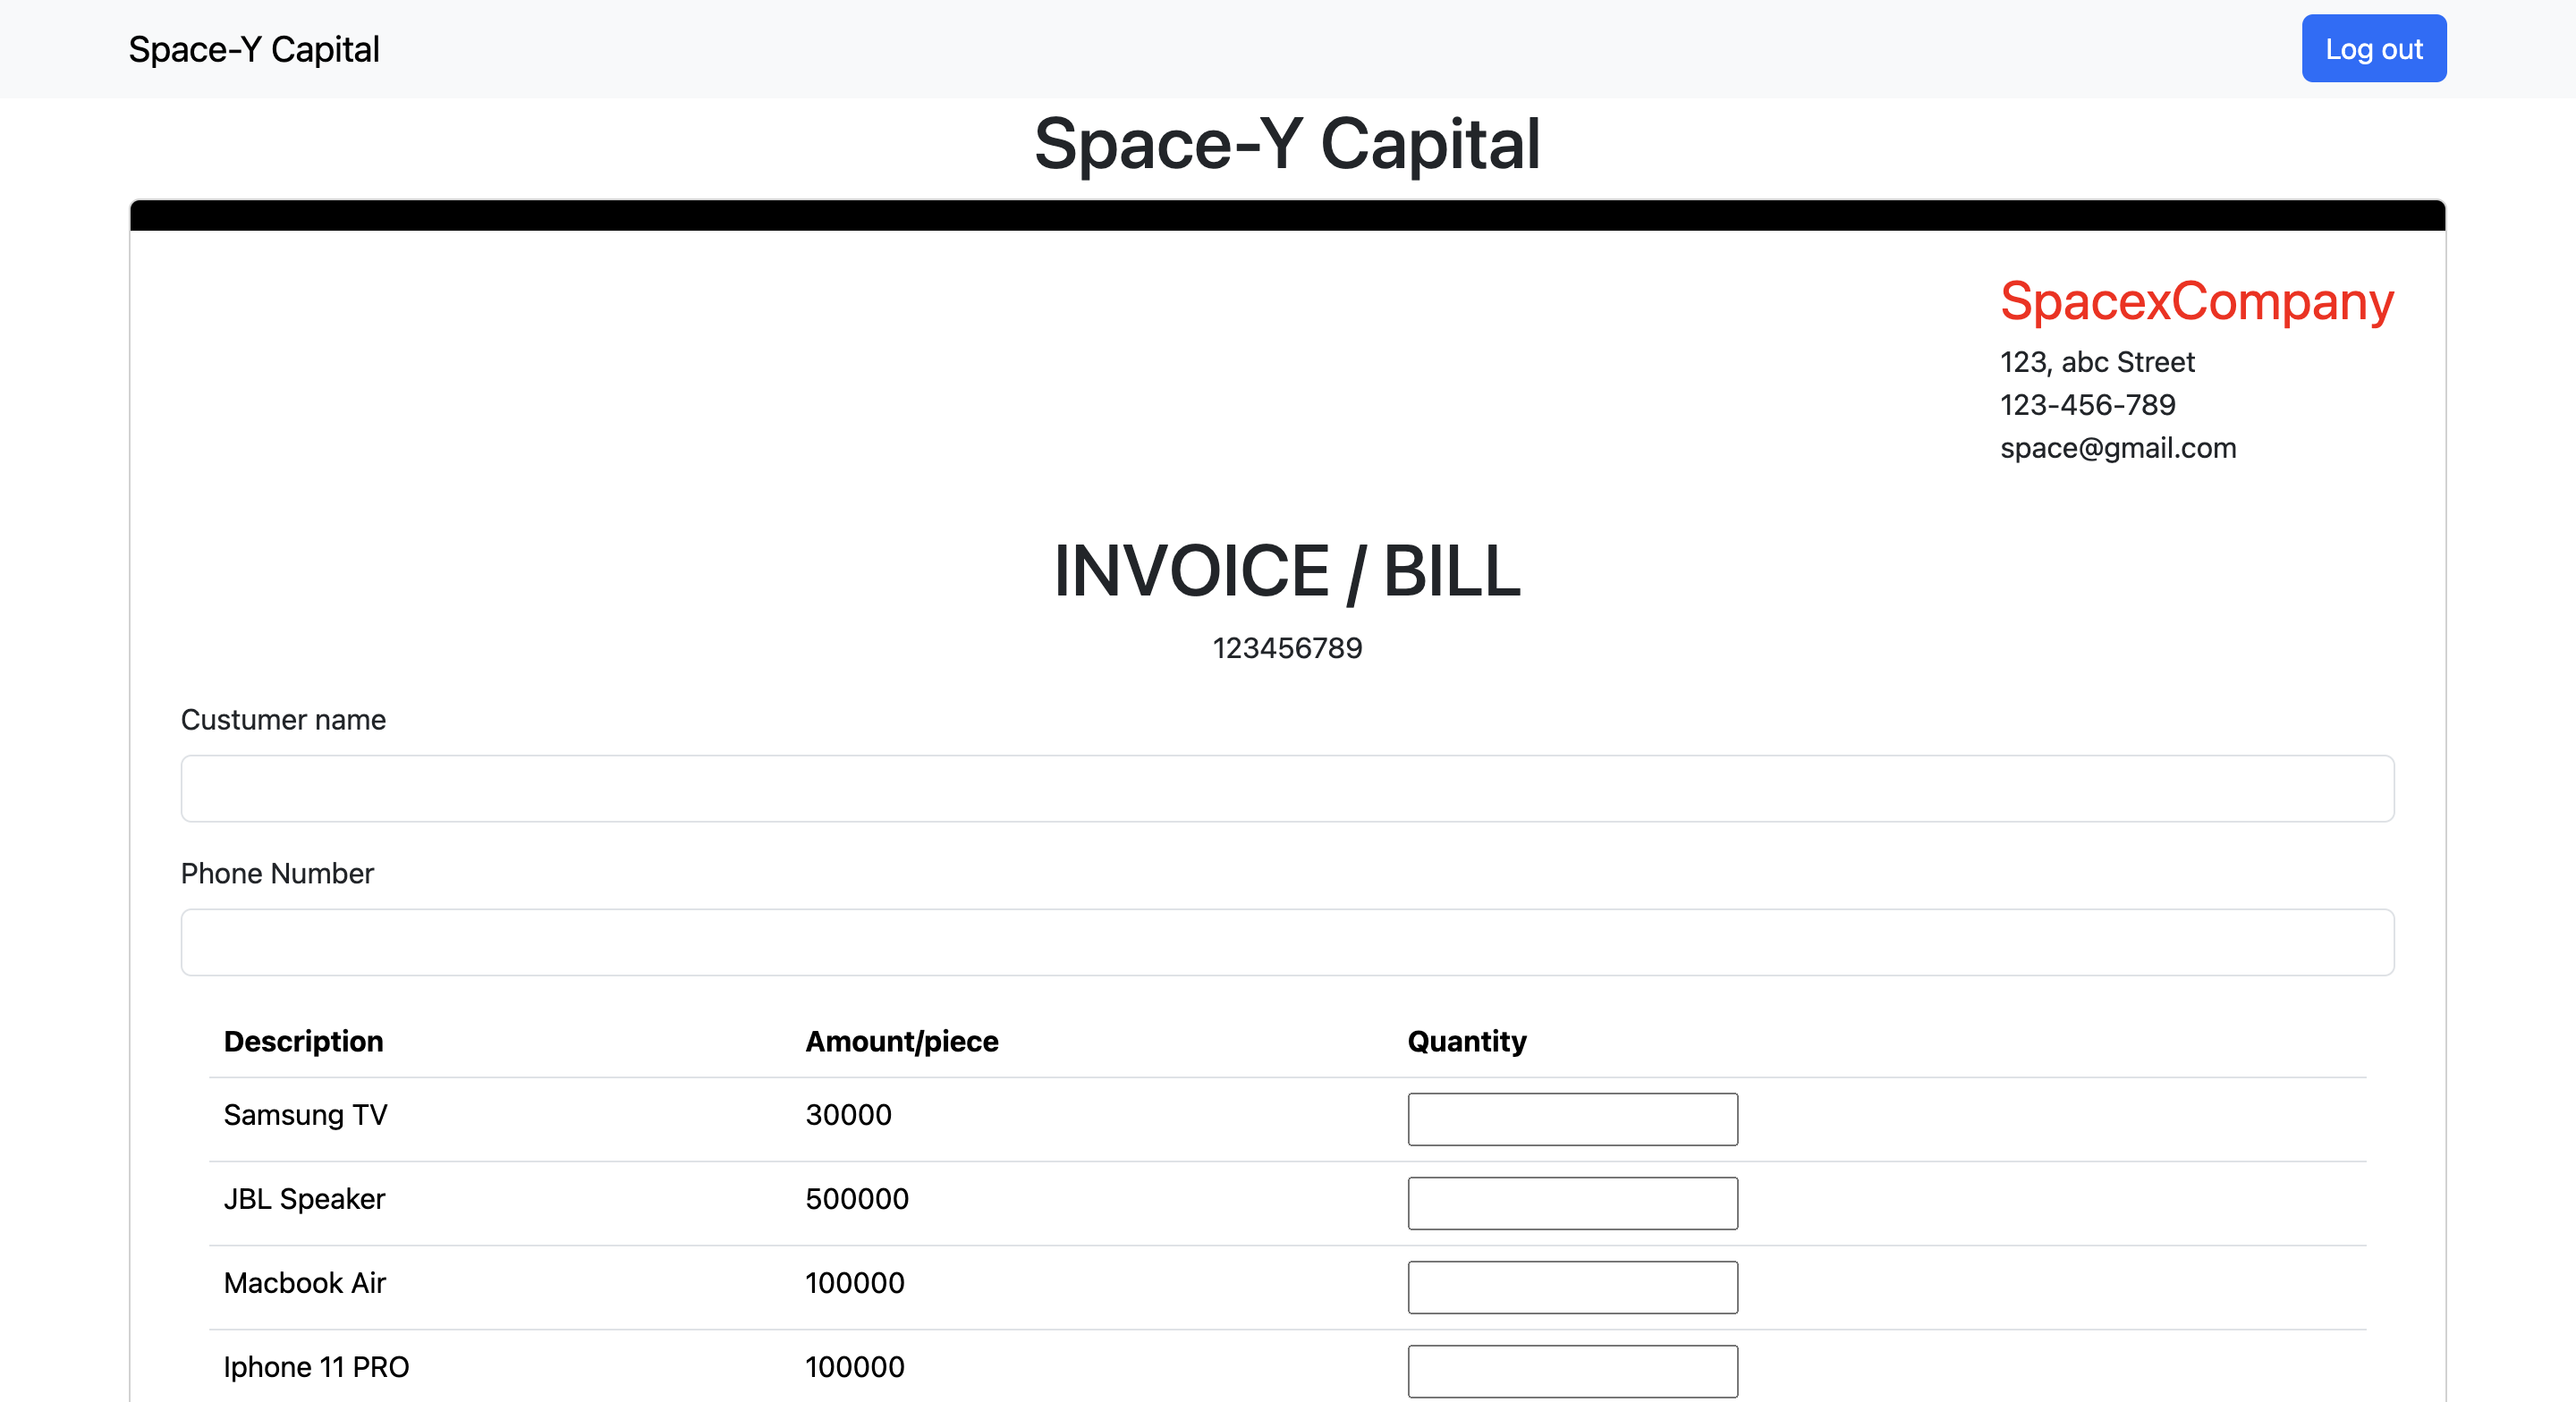 Space-Y Capital Log out
Space-Y Capital
SpacexCompany
123, abc Street
123-456-789
space@gmail.com
INVOICE / BILL
123456789
Custumer name
Phone Number
Description Amount/piece Quantity
Samsung TV 30000
JBL Speaker 500000
Macbook Air 100000
Iphone 11 PRO 100000